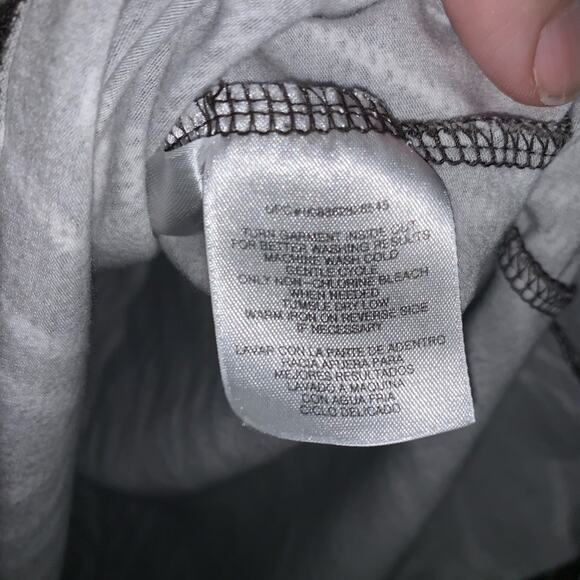 TURN GARMENT INSIDE OUT
FOR BETTER WASHING RESULTS
MACHINE WASH COLD
GENTLE CYCLE
ONLY NON-CHLORINE BLEACH
WHEN NEEDED
TUMBLE DRY LOW
WARM IRON ON REVERSE SIDE
IF NECESSARY
LAVAR CON LA PARTE DE ADENTRO
HACIA AFUERA PARA
MEJORES RESULTADOS
LAVADO A MAQUINA
CON AGUA FRIA
CICLO DELICADO